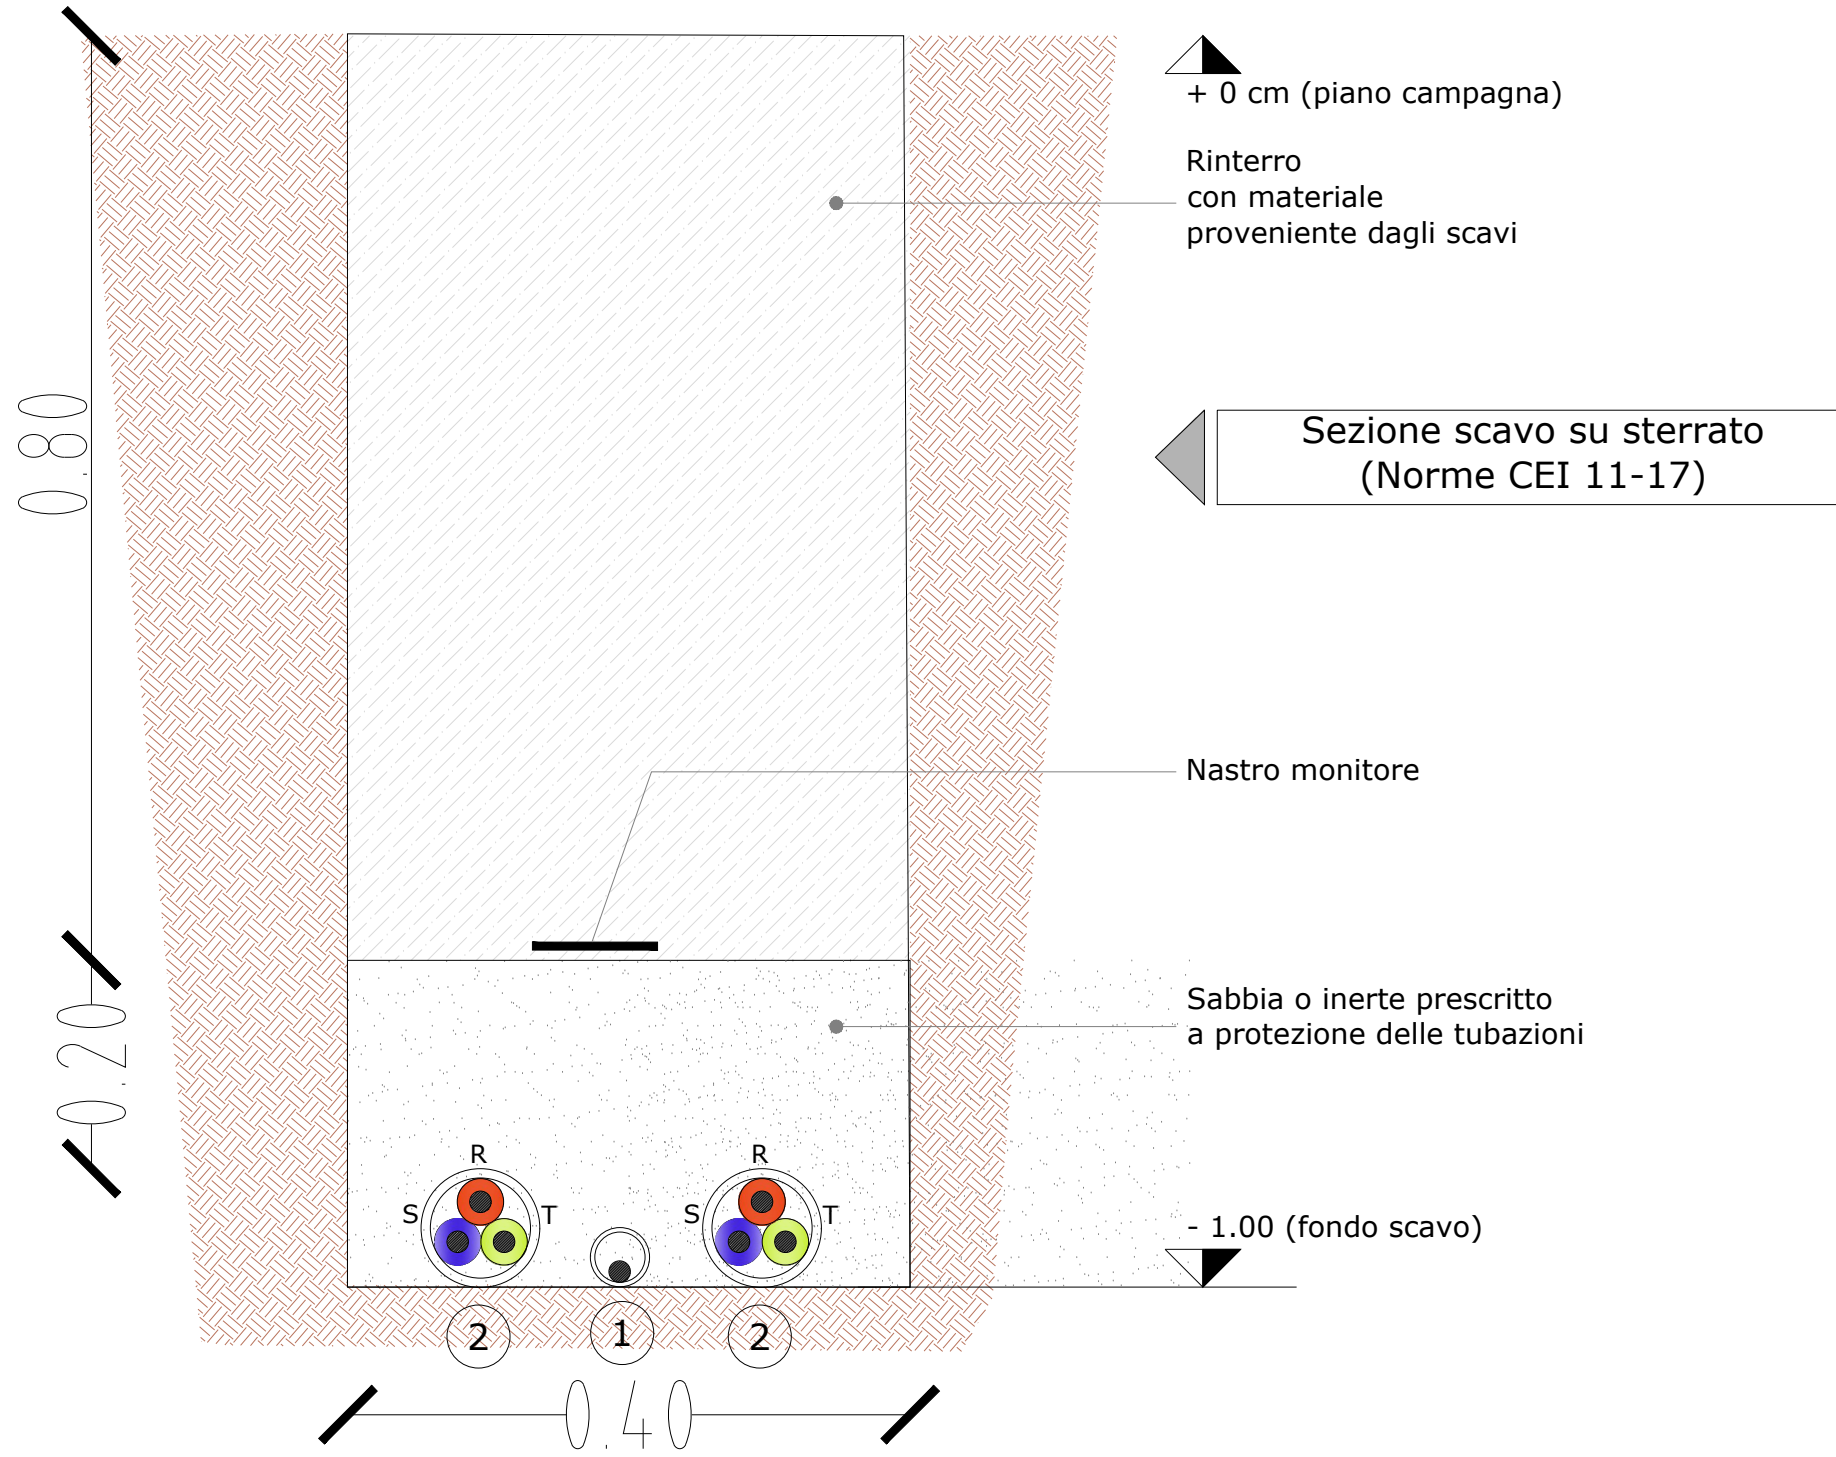 + 0 cm (piano campagna)
Rinterro
con materiale
proveniente dagli scavi
0.80
Sezione scavo su sterrato
(Norme CEI 11-17)
Nastro monitore
Sabbia o inerte prescritto
a protezione delle tubazioni
0.20
R
R
S
T
S
T
- 1.00 (fondo scavo)
2
1
2
0.40